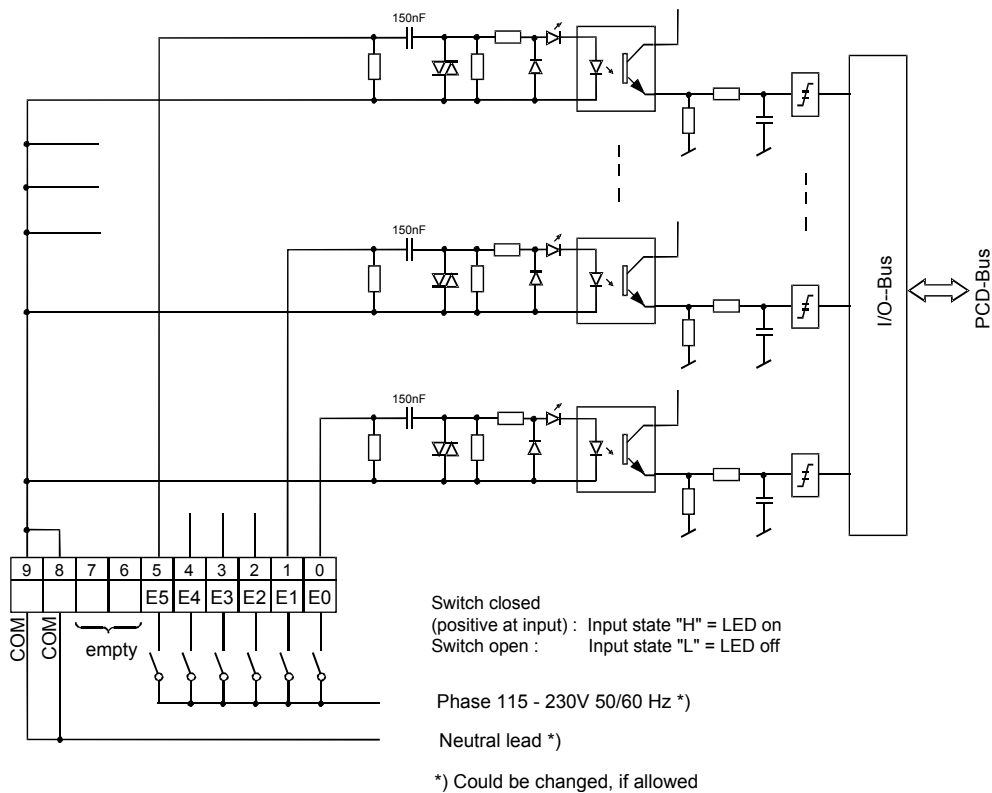 150nF
150nF
150nF
I/O--Bus
PCD-Bus
9 8 7 6 5 4 3 2 1 0
E5 E4 E3 E2 E1 E0
COM
COM
empty
Switch closed
(positive at input) : Input state "H" = LED on
Switch open : Input state "L" = LED off
Phase 115 - 230V 50/60 Hz *)
Neutral lead *)
*) Could be changed, if allowed